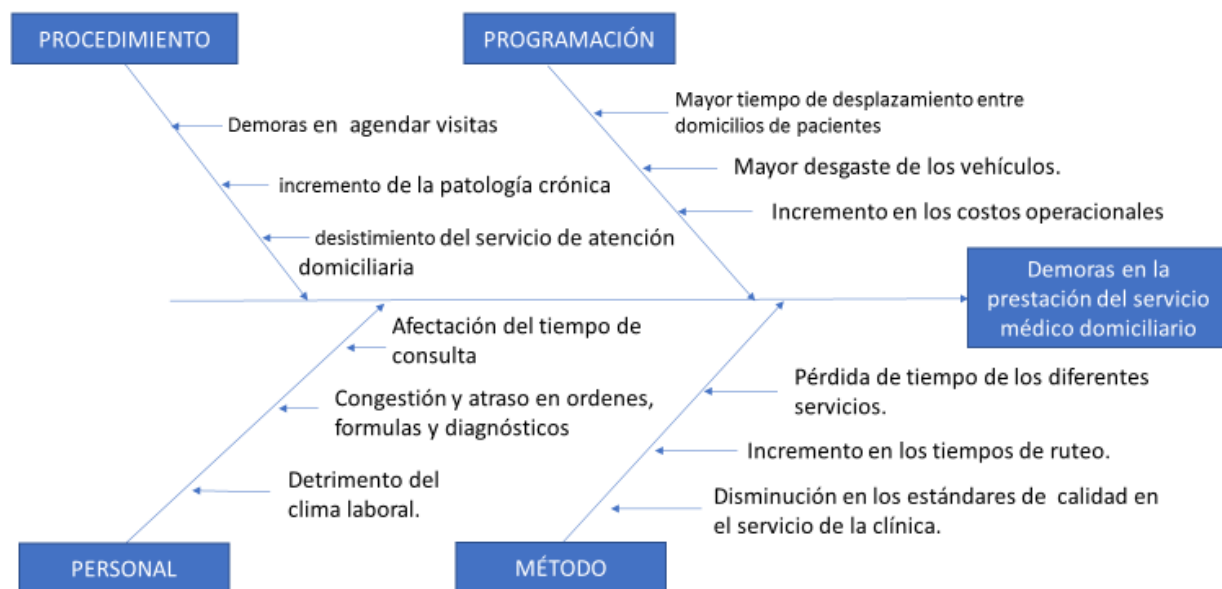 PROCEDIMIENTO
PROGRAMACIÓN
Demoras en agendar visitas
incremento de la patología crónica
desistimiento del servicio de atención
domiciliaria
Mayor tiempo de desplazamiento entre
domicilios de pacientes
Mayor desgaste de los vehículos.
Incremento en los costos operacionales
Demoras en la
prestación del servicio
médico domiciliario
Afectación del tiempo de
consulta
Congestión y atraso en ordenes,
formulas y diagnósticos
Detrimento del
clima laboral.
Pérdida de tiempo de los diferentes
servicios.
Incremento en los tiempos de ruteo.
Disminución en los estándares de calidad en
el servicio de la clínica.
PERSONAL
MÉTODO